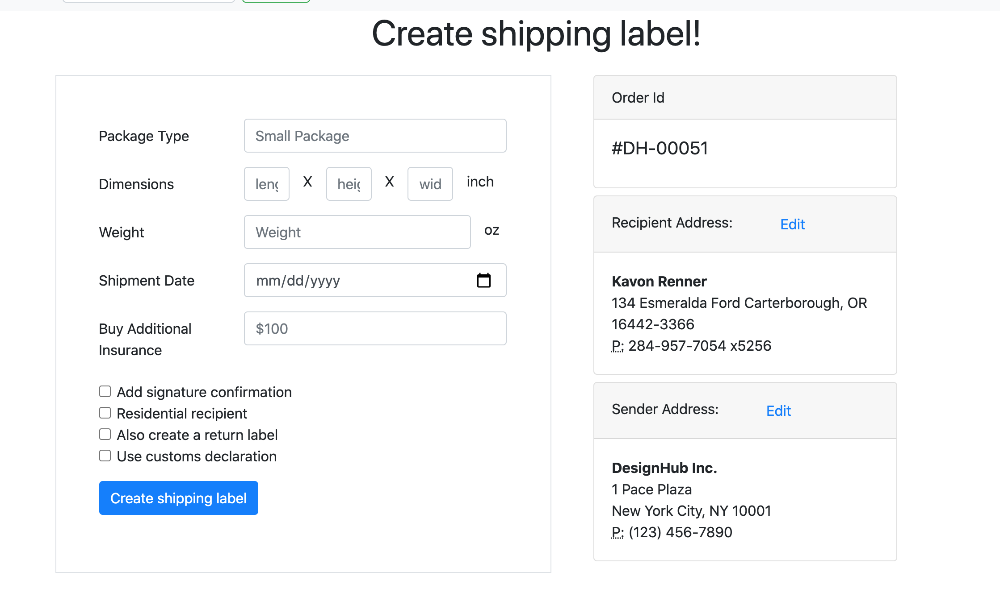 Create shipping label!
Package Type
Small Package
Dimensions
leng X heig X wid inch
Weight
Weight
oz
Shipment Date
mm/dd/yyyy
Buy Additional
Insurance
$100
Add signature confirmation
Residential recipient
Also create a return label
Use customs declaration
Create shipping label
Order Id
#DH-00051
Recipient Address: Edit
Kavon Renner
134 Esmeralda Ford Carterborough, OR
16442-3366
P: 284-957-7054 x5256
Sender Address: Edit
DesignHub Inc.
1 Pace Plaza
New York City, NY 10001
P: (123) 456-7890